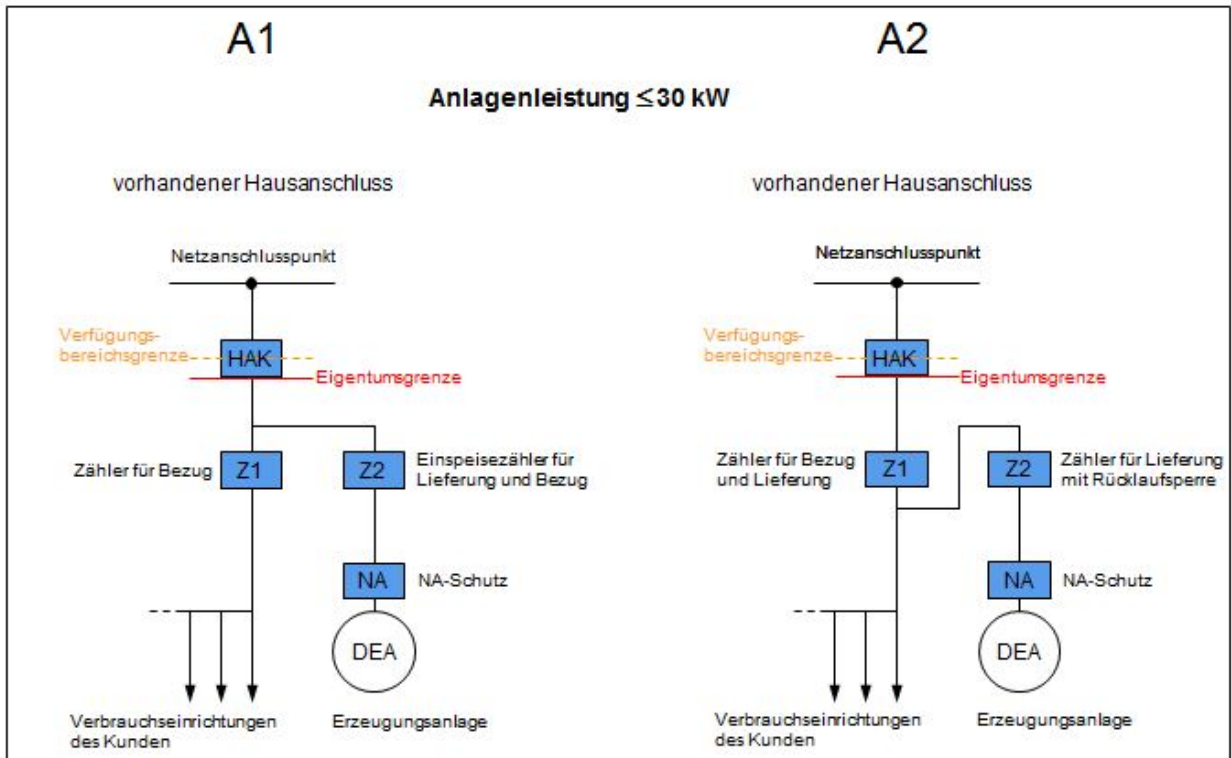 A1
A2
Anlagenleistung ≤30 kW
vorhandener Hausanschluss
vorhandener Hausanschluss
Netzanschlusspunkt
Netzanschlusspunkt
Verfügungs-
bereichsgrenze
HAK
Eigentumsgrenze
Verfügungs-
bereichsgrenze
HAK
Eigentumsgrenze
Zähler für Bezug
Z1
Z2
Einspeisezähler für
Lieferung und Bezug
Zähler für Bezug
und Lieferung
Z1
Z2
Zähler für Lieferung
mit Rücklaufsperre
NA
NA-Schutz
NA
NA-Schutz
DEA
DEA
Verbrauchseinrichtungen
des Kunden
Erzeugungsanlage
Verbrauchseinrichtungen
des Kunden
Erzeugungsanlage